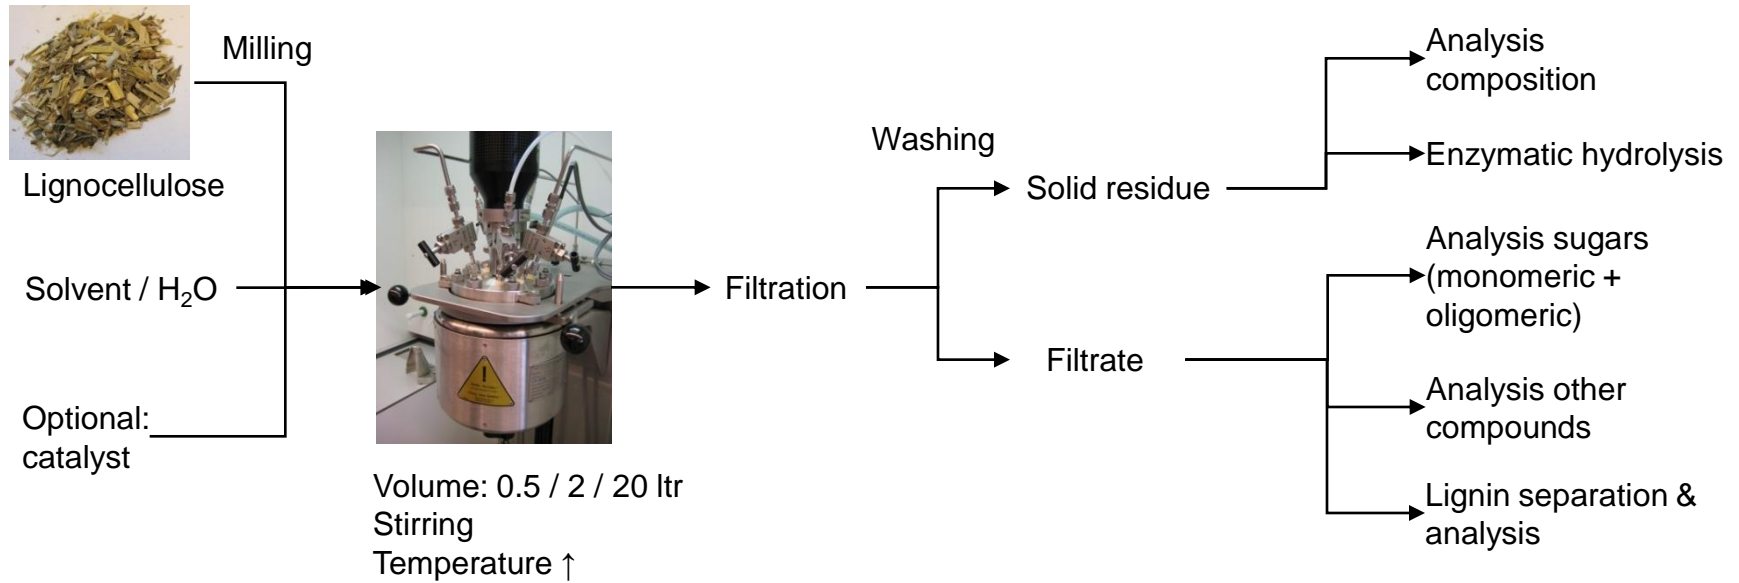 Milling
Lignocellulose
Solvent / H₂O
Optional:
catalyst
Volume: 0.5 / 2 / 20 ltr
Stirring
Temperature ↑
Filtration
Washing
Solid residue
Filtrate
Analysis
composition
Enzymatic hydrolysis
Analysis sugars
(monomeric +
oligomeric)
Analysis other
compounds
Lignin separation &
analysis